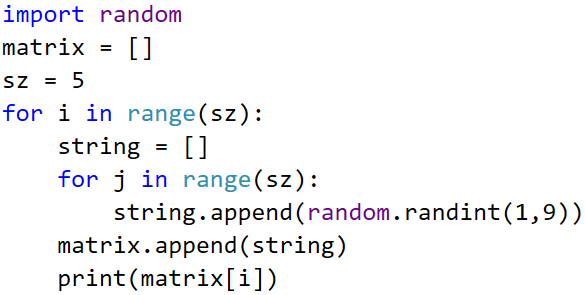 import random
matrix = []
sz = 5
for i in range(sz):
    string = []
    for j in range(sz):
        string.append(random.randint(1,9))
    matrix.append(string)
    print(matrix[i])